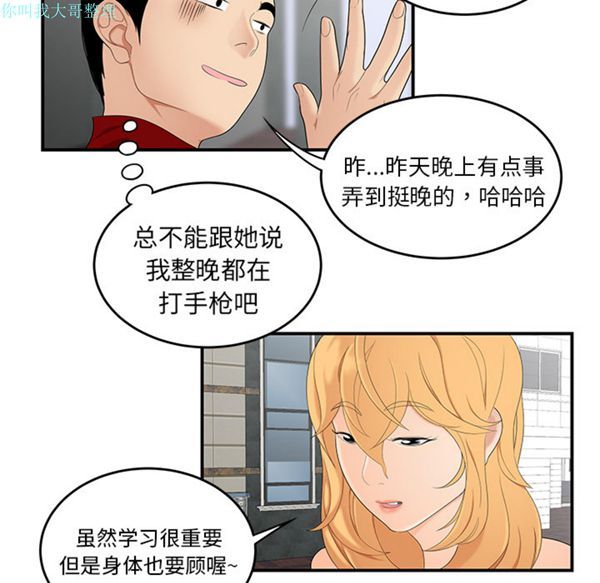 你叫我大哥整理
昨...昨天晚上有点事
弄到挺晚的，哈哈哈
总不能跟她说
我整晚都在
打手枪吧
虽然学习很重要
但是身体也要顾喔~